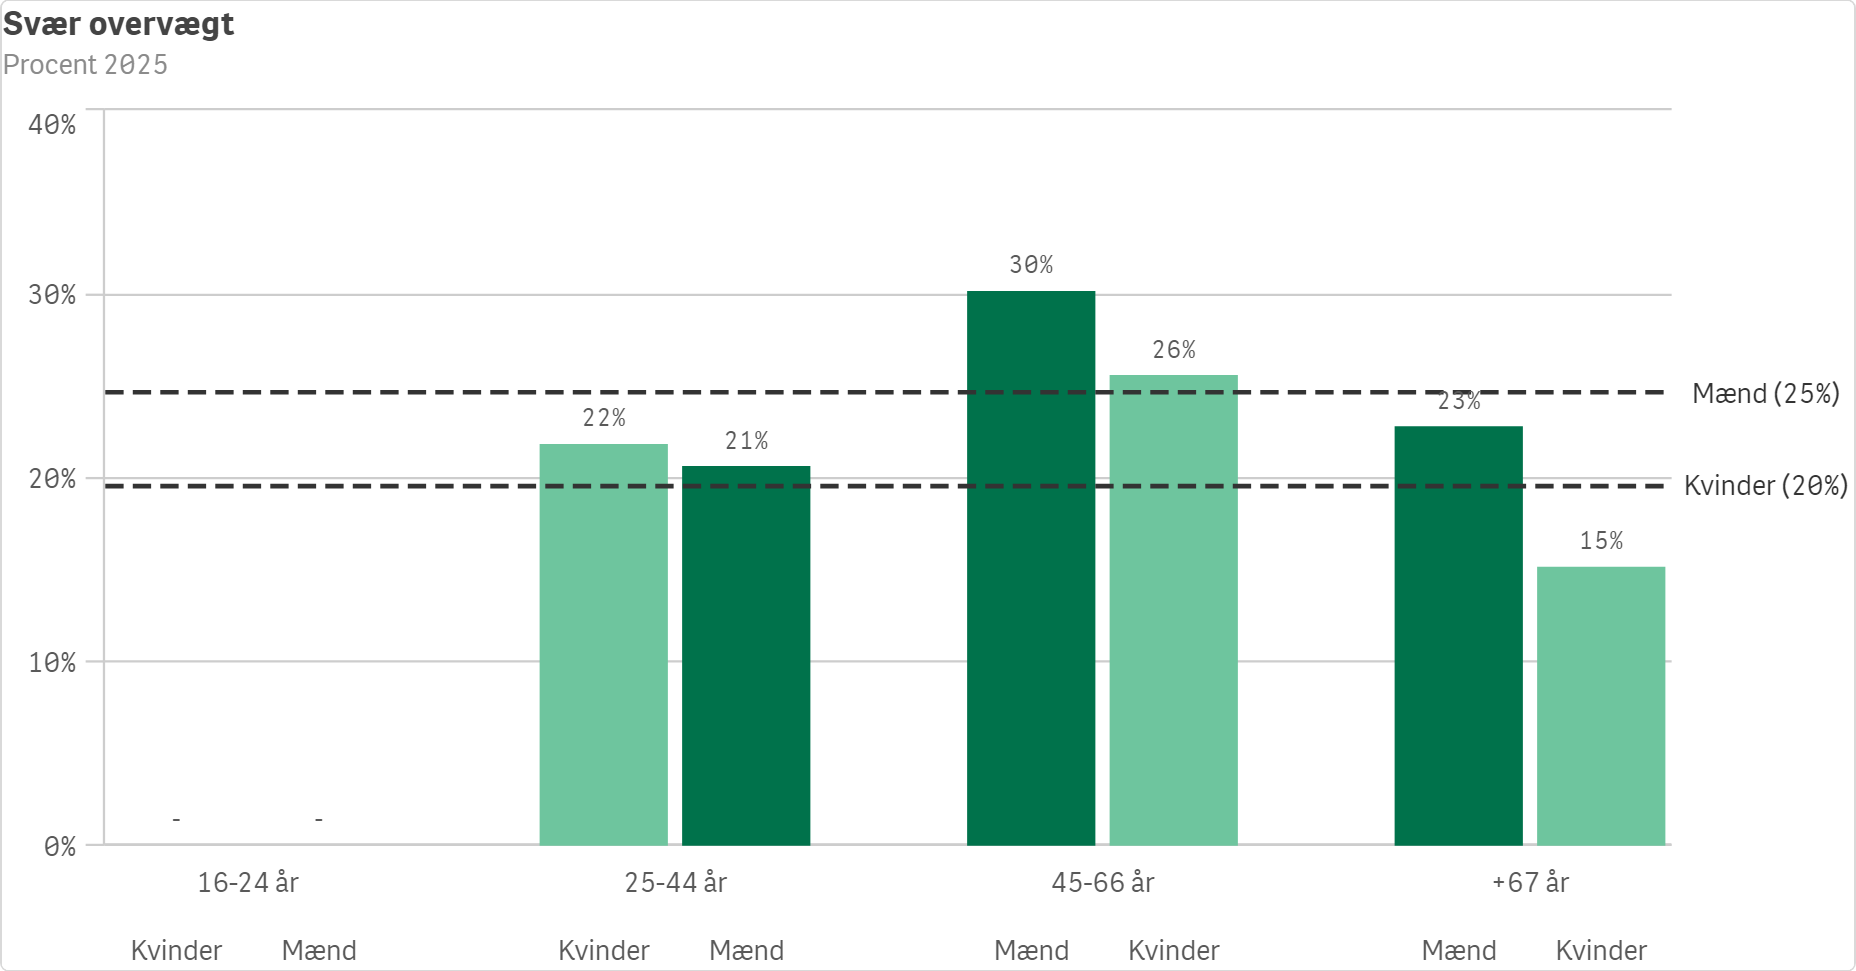 Svær overvægt
Procent 2025
40%
30%
20%
10%
0%
- - 22% 21% 30% 26% 23% 15%
Mænd (25%)
Kvinder (20%)
16-24 år 25-44 år 45-66 år +67 år
Kvinder Mænd Kvinder Mænd Mænd Kvinder Mænd Kvinder